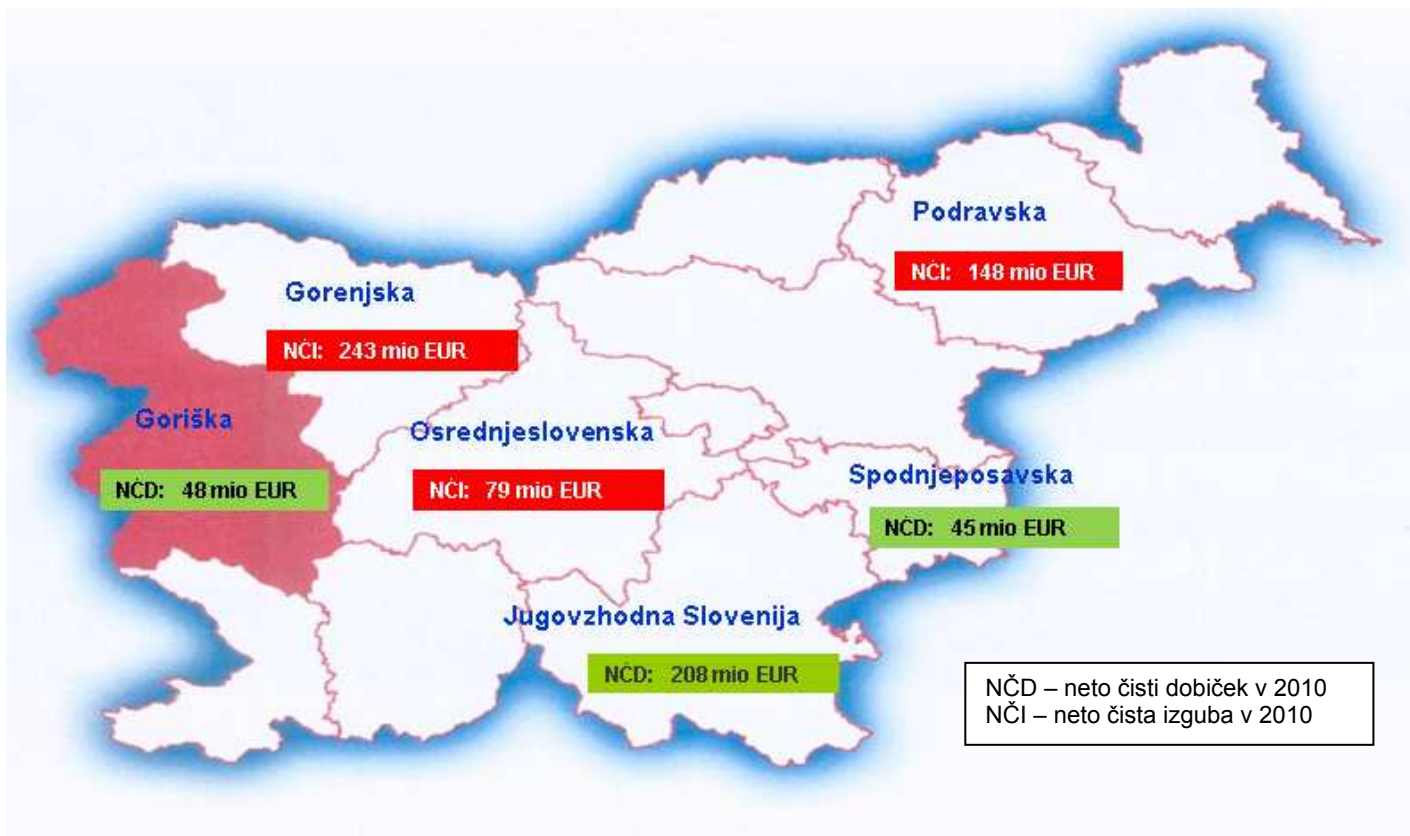 Podravska
NČI: 148 mio EUR
Gorenjska
NČI: 243 mio EUR
Goriška
NČD: 48 mio EUR
Osrednjeslovenska
NČI: 79 mio EUR
Spodnjeposavska
NČD: 45 mio EUR
Jugovzhodna Slovenija
NČD: 208 mio EUR
NČD – neto čisti dobiček v 2010
NČI – neto čista izguba v 2010